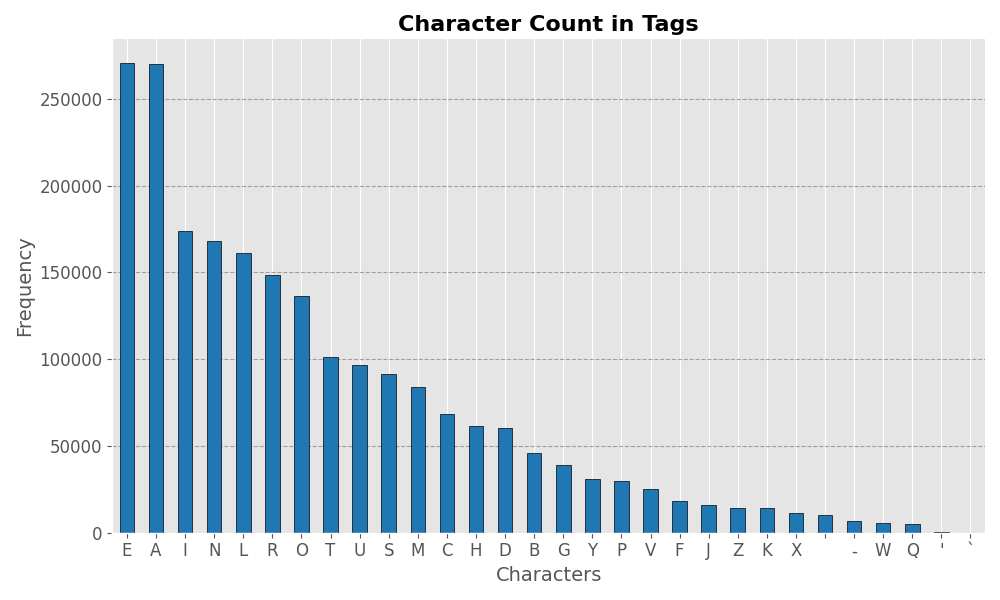 Character Count in Tags
Frequency
250000
200000
150000
100000
50000
0
E A I N L R O T U S M C H D B G Y P V F J Z K X - W Q ' `
Characters